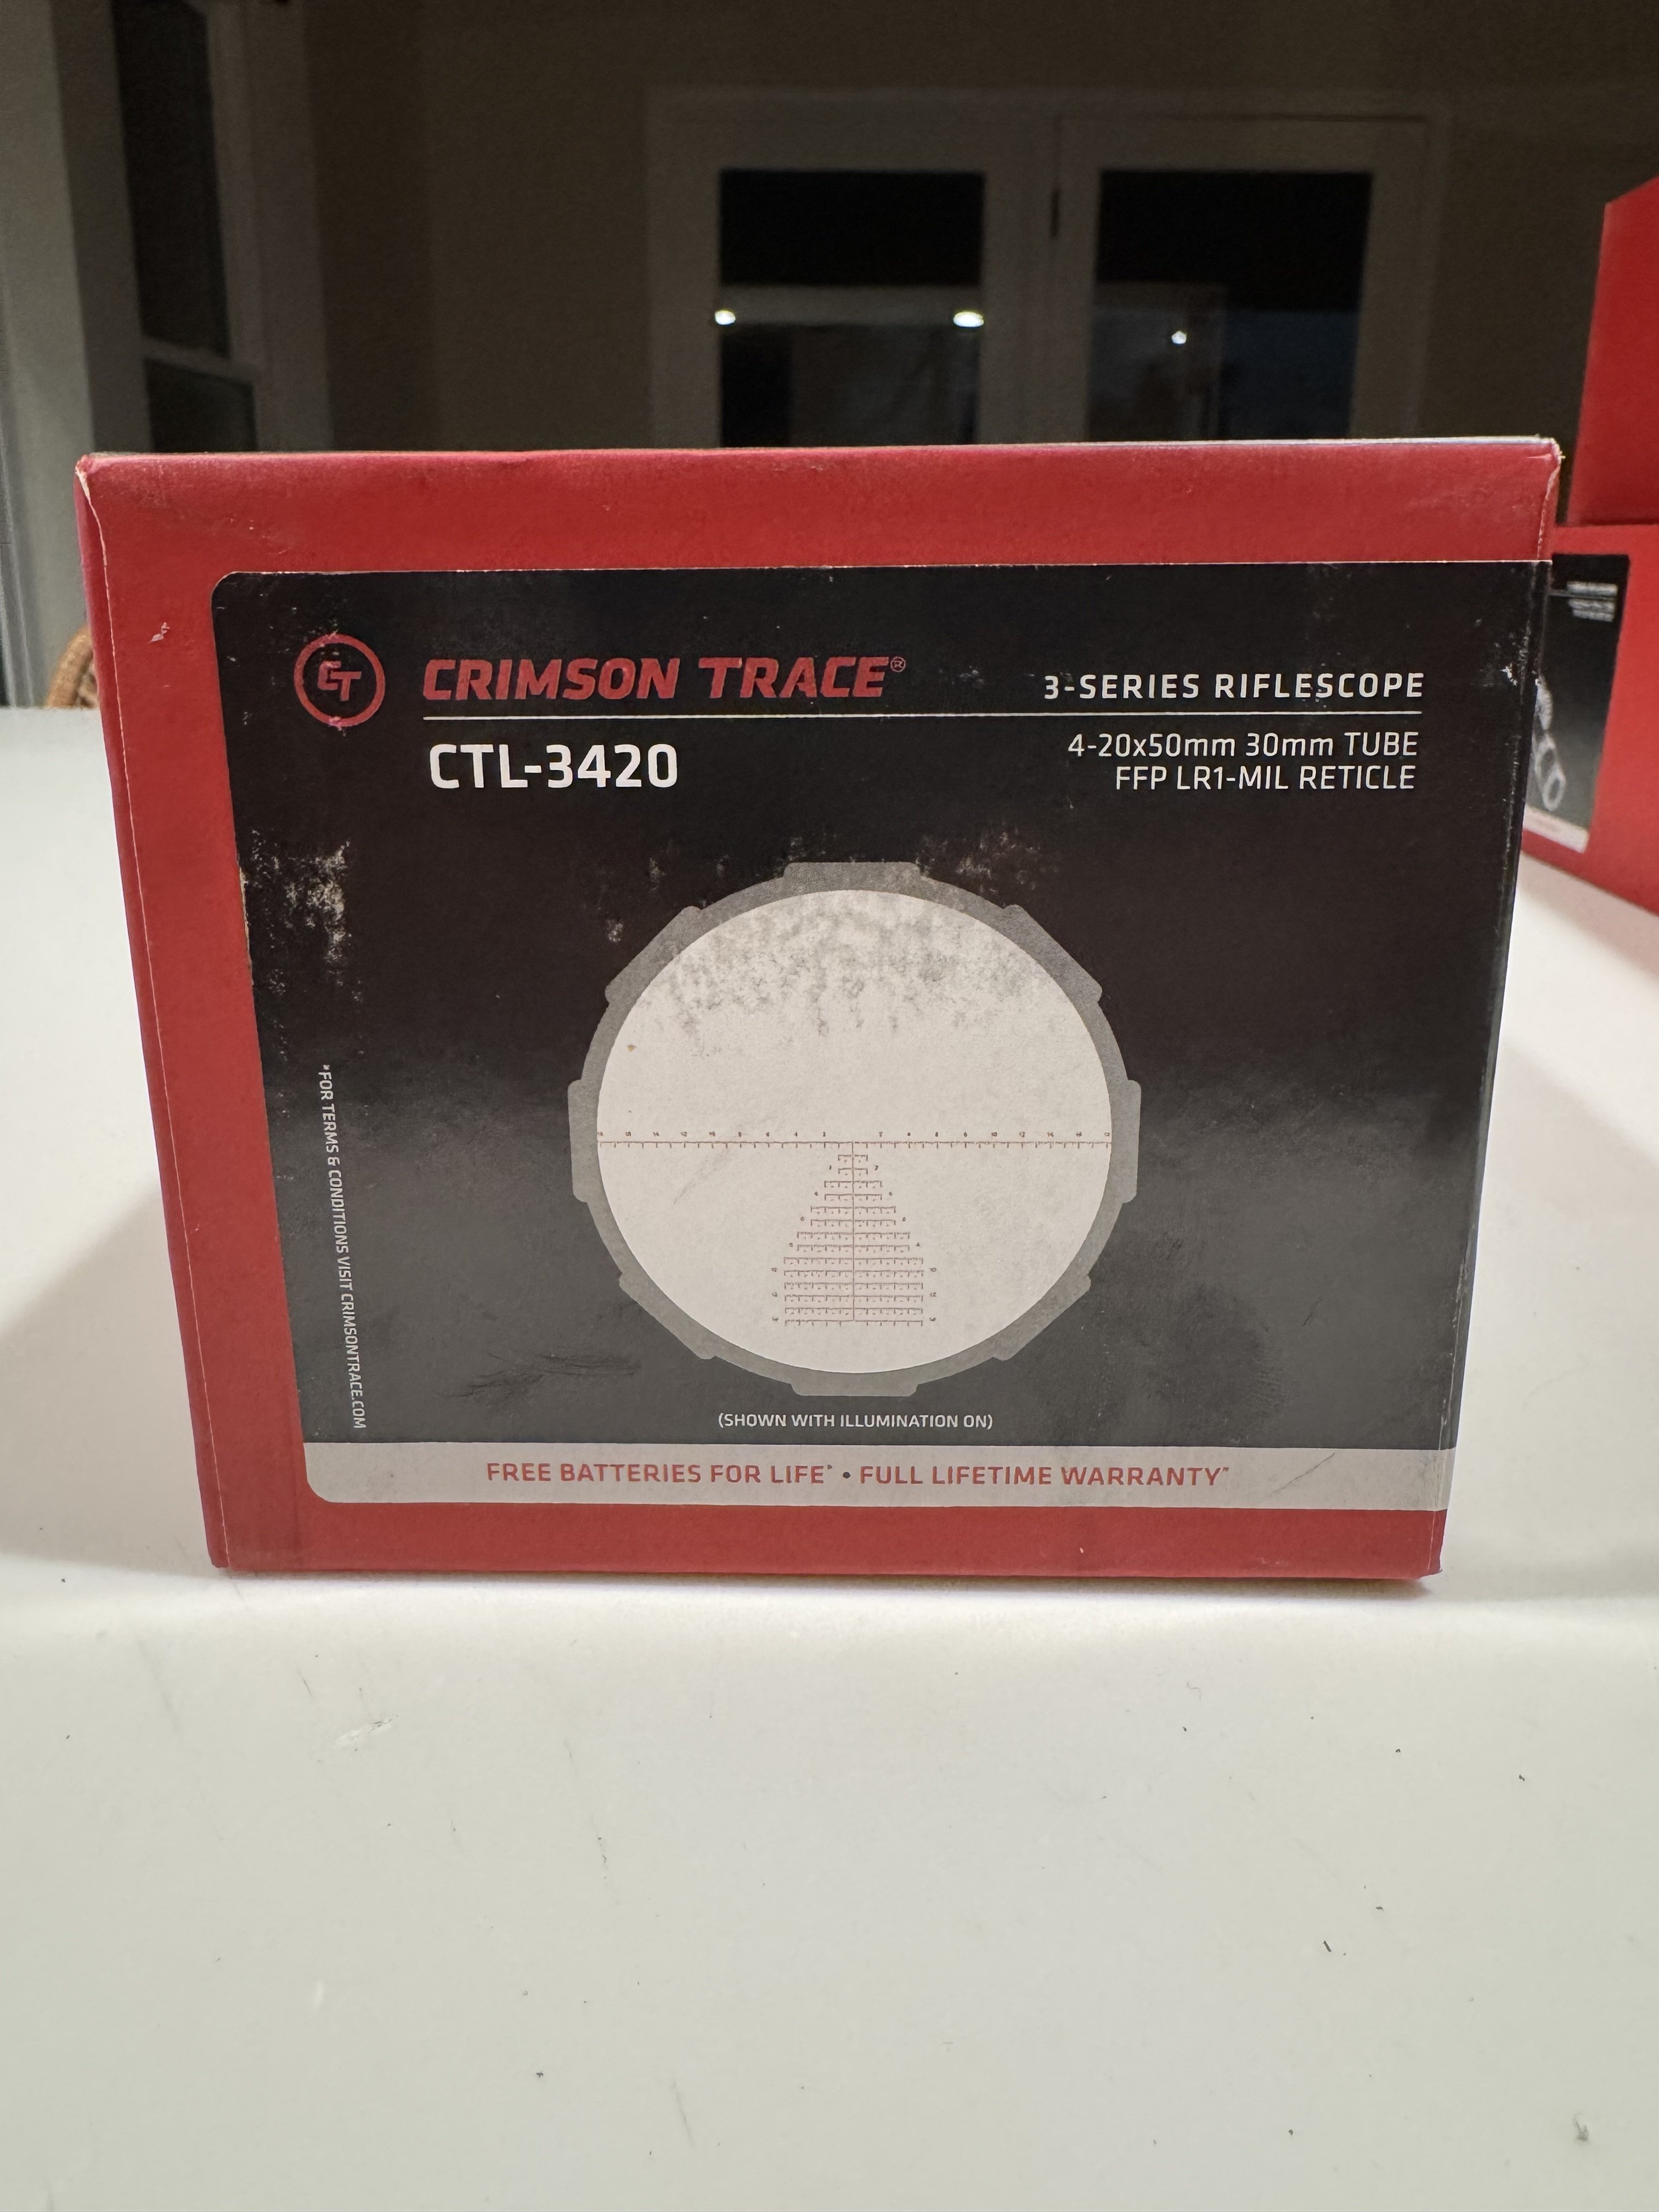 CT
CRIMSON TRACE®
3-SERIES RIFLESCOPE
CTL-3420
4-20x50mm 30mm TUBE
FFP LR1-MIL RETICLE
*FOR TERMS & CONDITIONS VISIT CRIMSONTRACE.COM
(SHOWN WITH ILLUMINATION ON)
FREE BATTERIES FOR LIFE* • FULL LIFETIME WARRANTY*